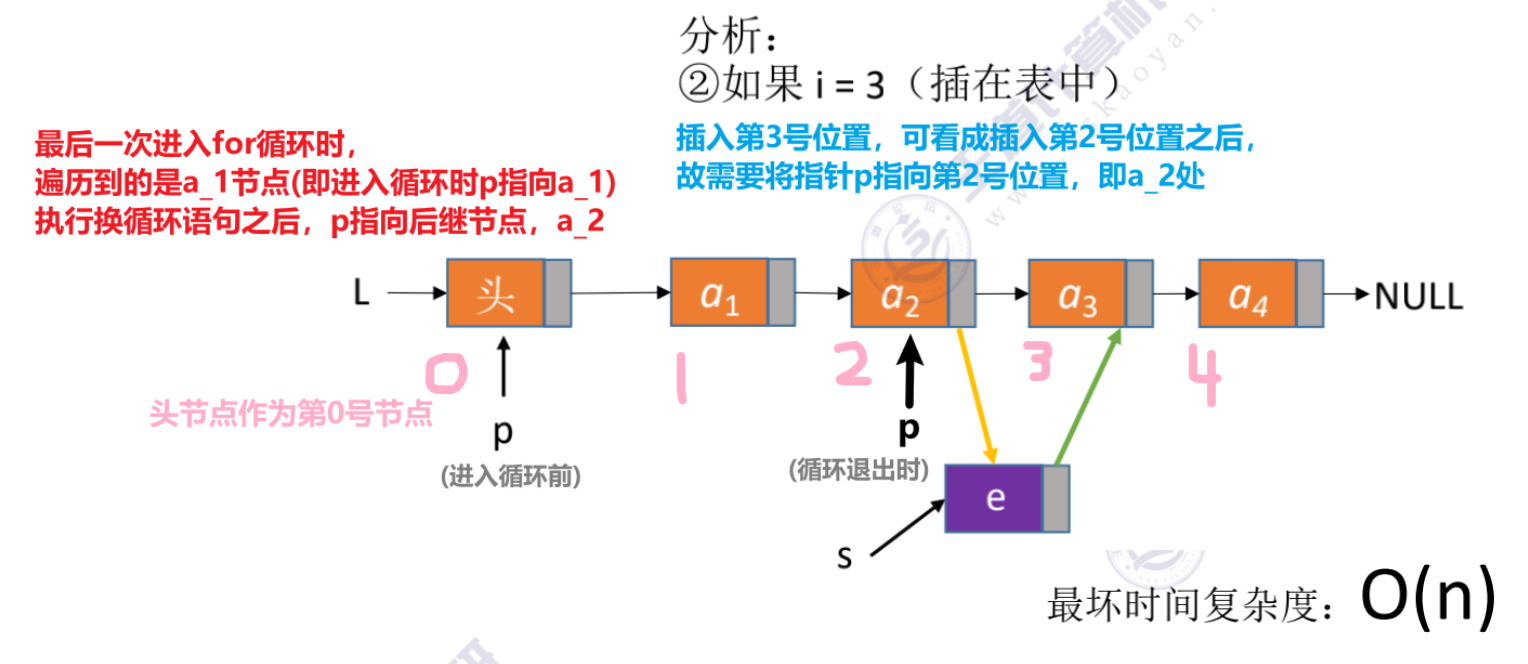 分析：
②如果 i = 3（插在表中）
最后一次进入for循环时，
遍历到的是a_1节点(即进入循环时p指向a_1)
执行换循环语句之后，p指向后继节点，a_2
插入第3号位置，可看成插入第2号位置之后，
故需要将指针p指向第2号位置，即a_2处
L 头 a₁ a₂ a₃ a₄ NULL
0 1 2 3 4
头节点作为第0号节点
p
(进入循环前)
p
(循环退出时)
e
s
最坏时间复杂度：O(n)